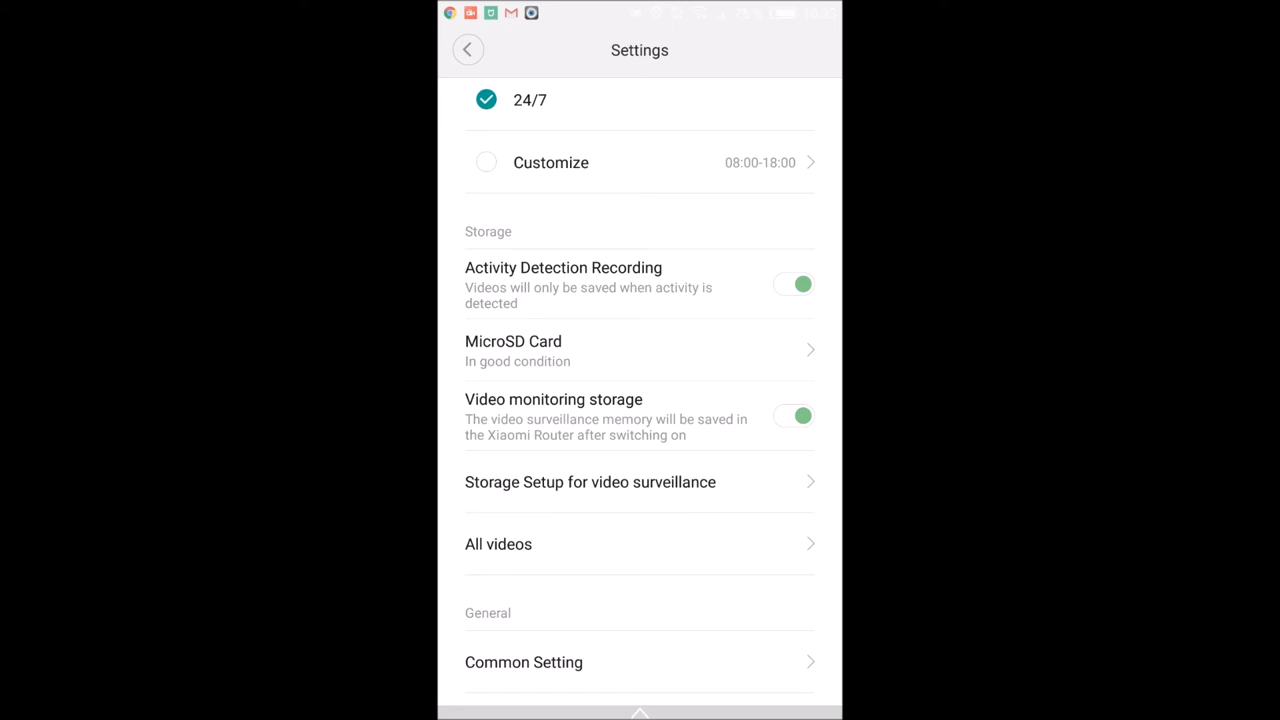 Settings
24/7
Customize
08:00-18:00
Storage
Activity Detection Recording
Videos will only be saved when activity is
detected
MicroSD Card
In good condition
Video monitoring storage
The video surveillance memory will be saved in
the Xiaomi Router after switching on
Storage Setup for video surveillance
All videos
General
Common Setting